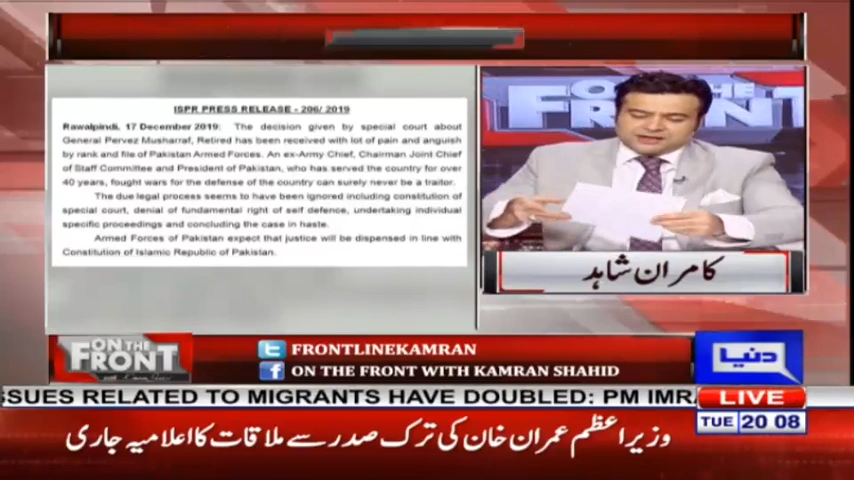 ISPR PRESS RELEASE - 206/ 2019
Rawalpindi, 17 December 2019: The decision given by special court about
General Pervez Musharraf, Retired has been received with lot of pain and anguish
by rank and file of Pakistan Armed Forces. An ex-Army Chief, Chairman Joint Chief
of Staff Committee and President of Pakistan, who has served the country for over
40 years, fought wars for the defense of the country can surely never be a traitor.
The due legal process seems to have been ignored including constitution of
special court, denial of fundamental right of self defence, undertaking individual
specific proceedings and concluding the case in haste.
Armed Forces of Pakistan expect that justice will be dispensed in line with
Constitution of Islamic Republic of Pakistan.
ON THE
FRONT
کامران شاہد
ON THE
FRONT
with Kamran Shahid
FRONTLINEKAMRAN
ON THE FRONT WITH KAMRAN SHAHID
دنیا
SSUES RELATED TO MIGRANTS HAVE DOUBLED: PM IMRA
LIVE
TUE 20 08
وزیراعظم عمران خان کی ترک صدر سے ملاقات کا اعلامیہ جاری